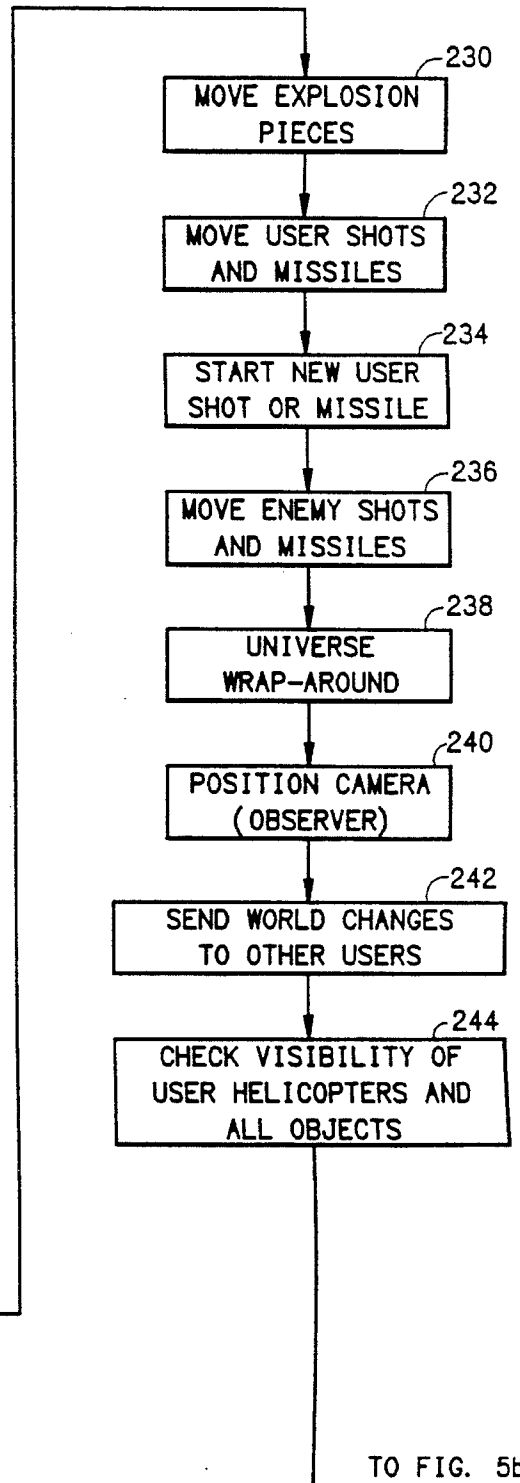 230
MOVE EXPLOSION
PIECES
232
MOVE USER SHOTS
AND MISSILES
234
START NEW USER
SHOT OR MISSILE
236
MOVE ENEMY SHOTS
AND MISSILES
238
UNIVERSE
WRAP-AROUND
240
POSITION CAMERA
(OBSERVER)
242
SEND WORLD CHANGES
TO OTHER USERS
244
CHECK VISIBILITY OF
USER HELICOPTERS AND
ALL OBJECTS
TO FIG.